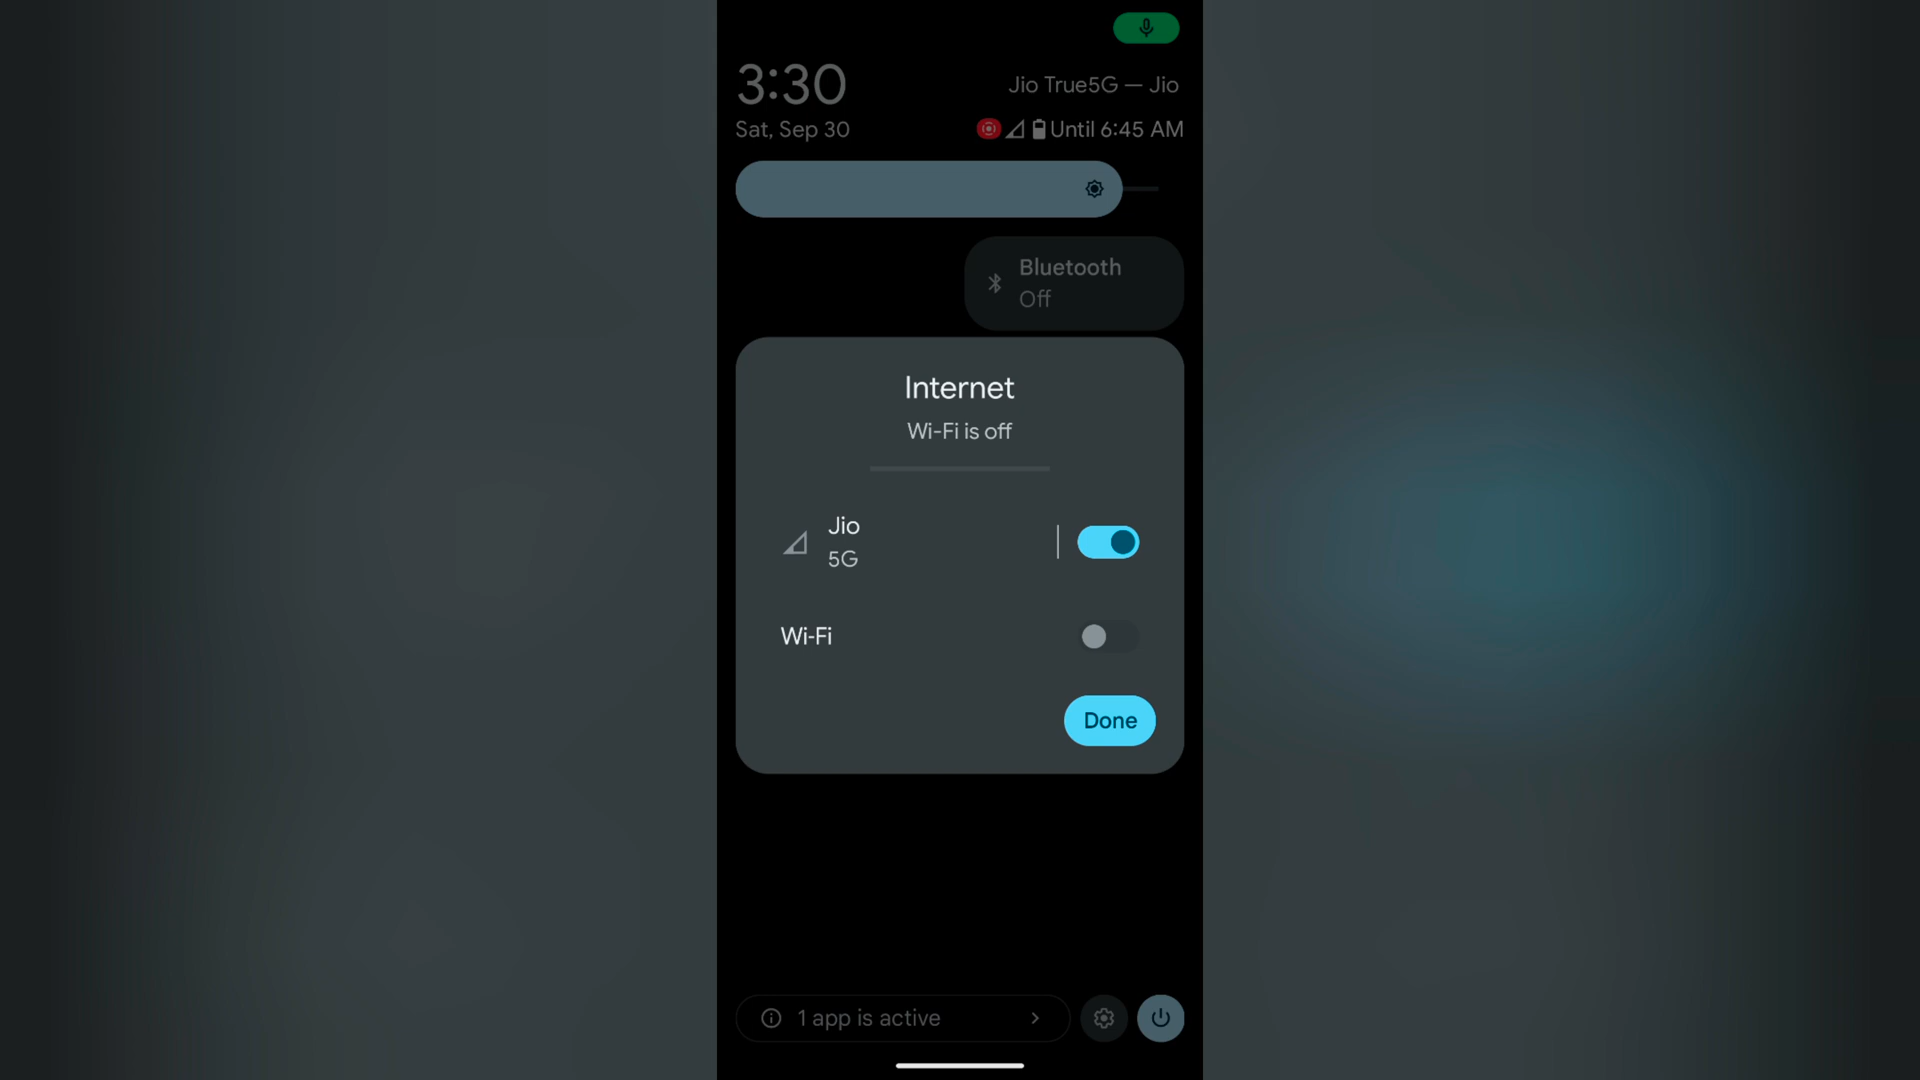 3:30
Jio True5G — Jio
Sat, Sep 30
Until 6:45 AM
Bluetooth
Off
Internet
Wi-Fi is off
Jio
5G
Wi-Fi
Done
1 app is active